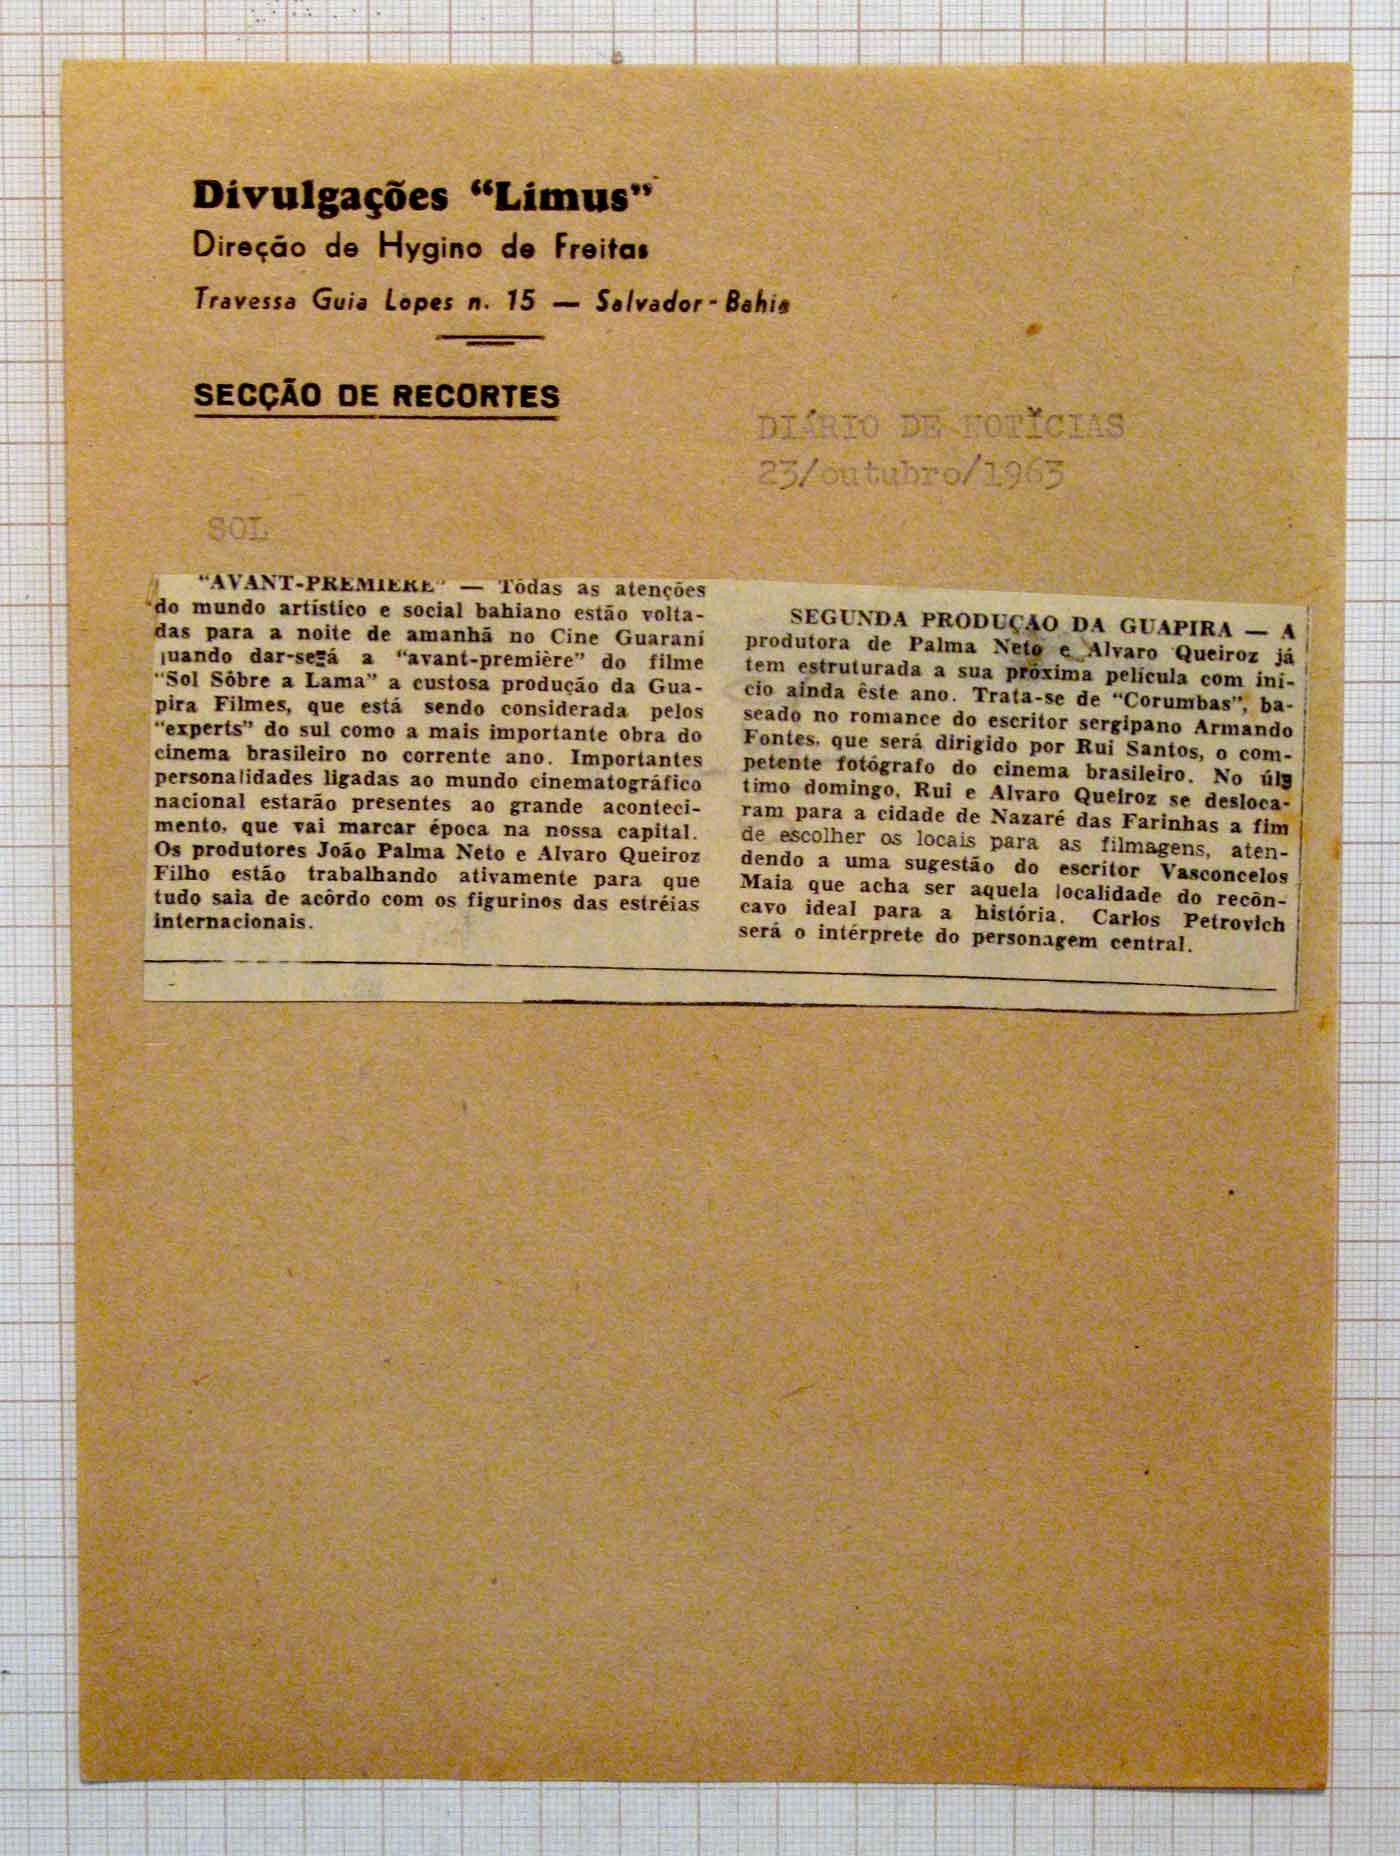 Divulgações “Limus”
Direção de Hygino de Freitas
Travessa Guia Lopes n. 15 — Salvador - Bahia
SECÇÃO DE RECORTES
DIÁRIO DE NOTÍCIAS
23/outubro/1963
SOL
“AVANT-PREMIERE” — Tôdas as atenções
do mundo artístico e social bahiano estão volta-
das para a noite de amanhã no Cine Guaraní
quando dar-se-á a “avant-première” do filme
“Sol Sôbre a Lama” a custosa produção da Gua-
pira Filmes, que está sendo considerada pelos
“experts” do sul como a mais importante obra do
cinema brasileiro no corrente ano. Importantes
personalidades ligadas ao mundo cinematográfico
nacional estarão presentes ao grande aconteci-
mento, que vai marcar época na nossa capital.
Os produtores João Palma Neto e Alvaro Queiroz
Filho estão trabalhando ativamente para que
tudo saia de acôrdo com os figurinos das estréias
internacionais.
SEGUNDA PRODUÇÃO DA GUAPIRA — A
produtora de Palma Neto e Alvaro Queiroz já
tem estruturada a sua próxima película com iní-
cio ainda êste ano. Trata-se de “Corumbas”, ba-
seado no romance do escritor sergipano Armando
Fontes, que será dirigido por Rui Santos, o com-
petente fotógrafo do cinema brasileiro. No úl-
timo domingo, Rui e Alvaro Queiroz se desloca-
ram para a cidade de Nazaré das Farinhas a fim
de escolher os locais para as filmagens, aten-
dendo a uma sugestão do escritor Vasconcelos
Maia que acha ser aquela localidade do recôn-
cavo ideal para a história. Carlos Petrovich
será o intérprete do personagem central.